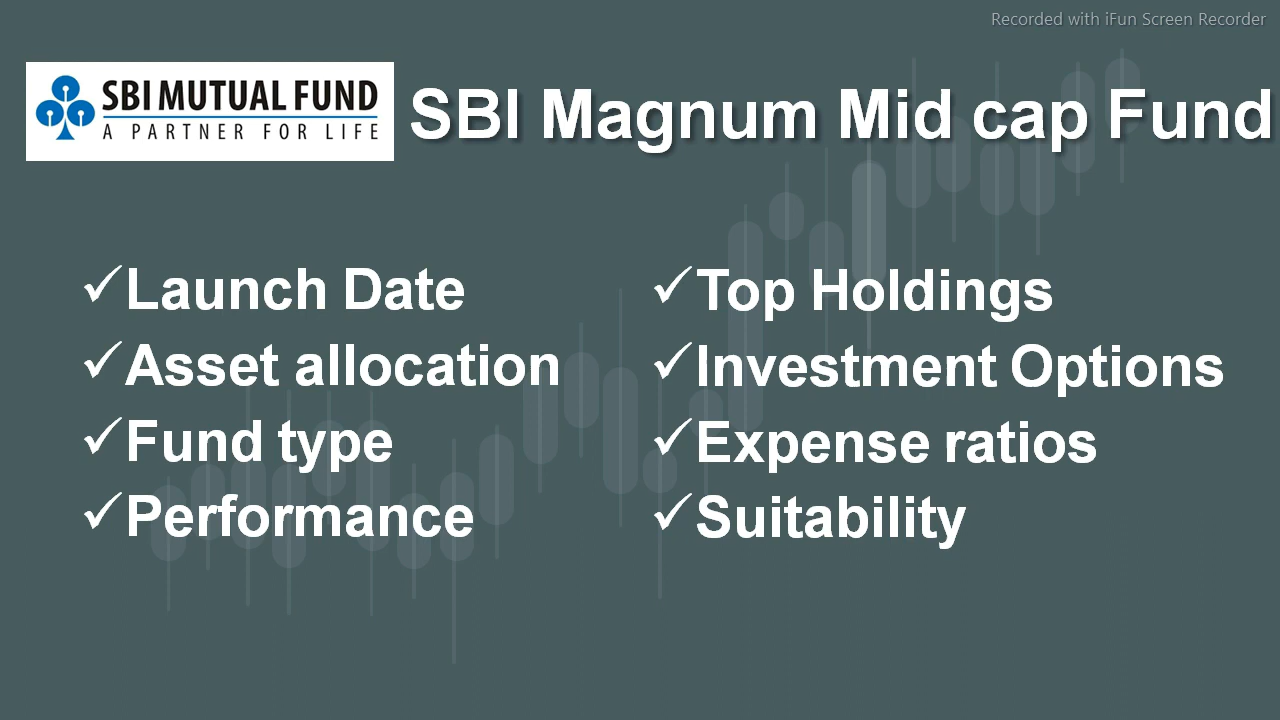 Recorded with iFun Screen Recorder
SBI MUTUAL FUND
A PARTNER FOR LIFE
SBI Magnum Mid cap Fund
✓Launch Date
✓Asset allocation
✓Fund type
✓Performance
✓Top Holdings
✓Investment Options
✓Expense ratios
✓Suitability